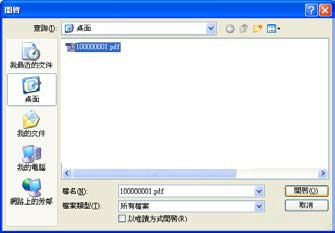 開啟
查詢(I):
桌面
我最近的文件
桌面
我的文件
我的電腦
網路上的芳鄰
100000001.pdf
檔名(N):
100000001.pdf
開啟(O)
檔案類型(T):
所有檔案
取消
以唯讀方式開啟(R)